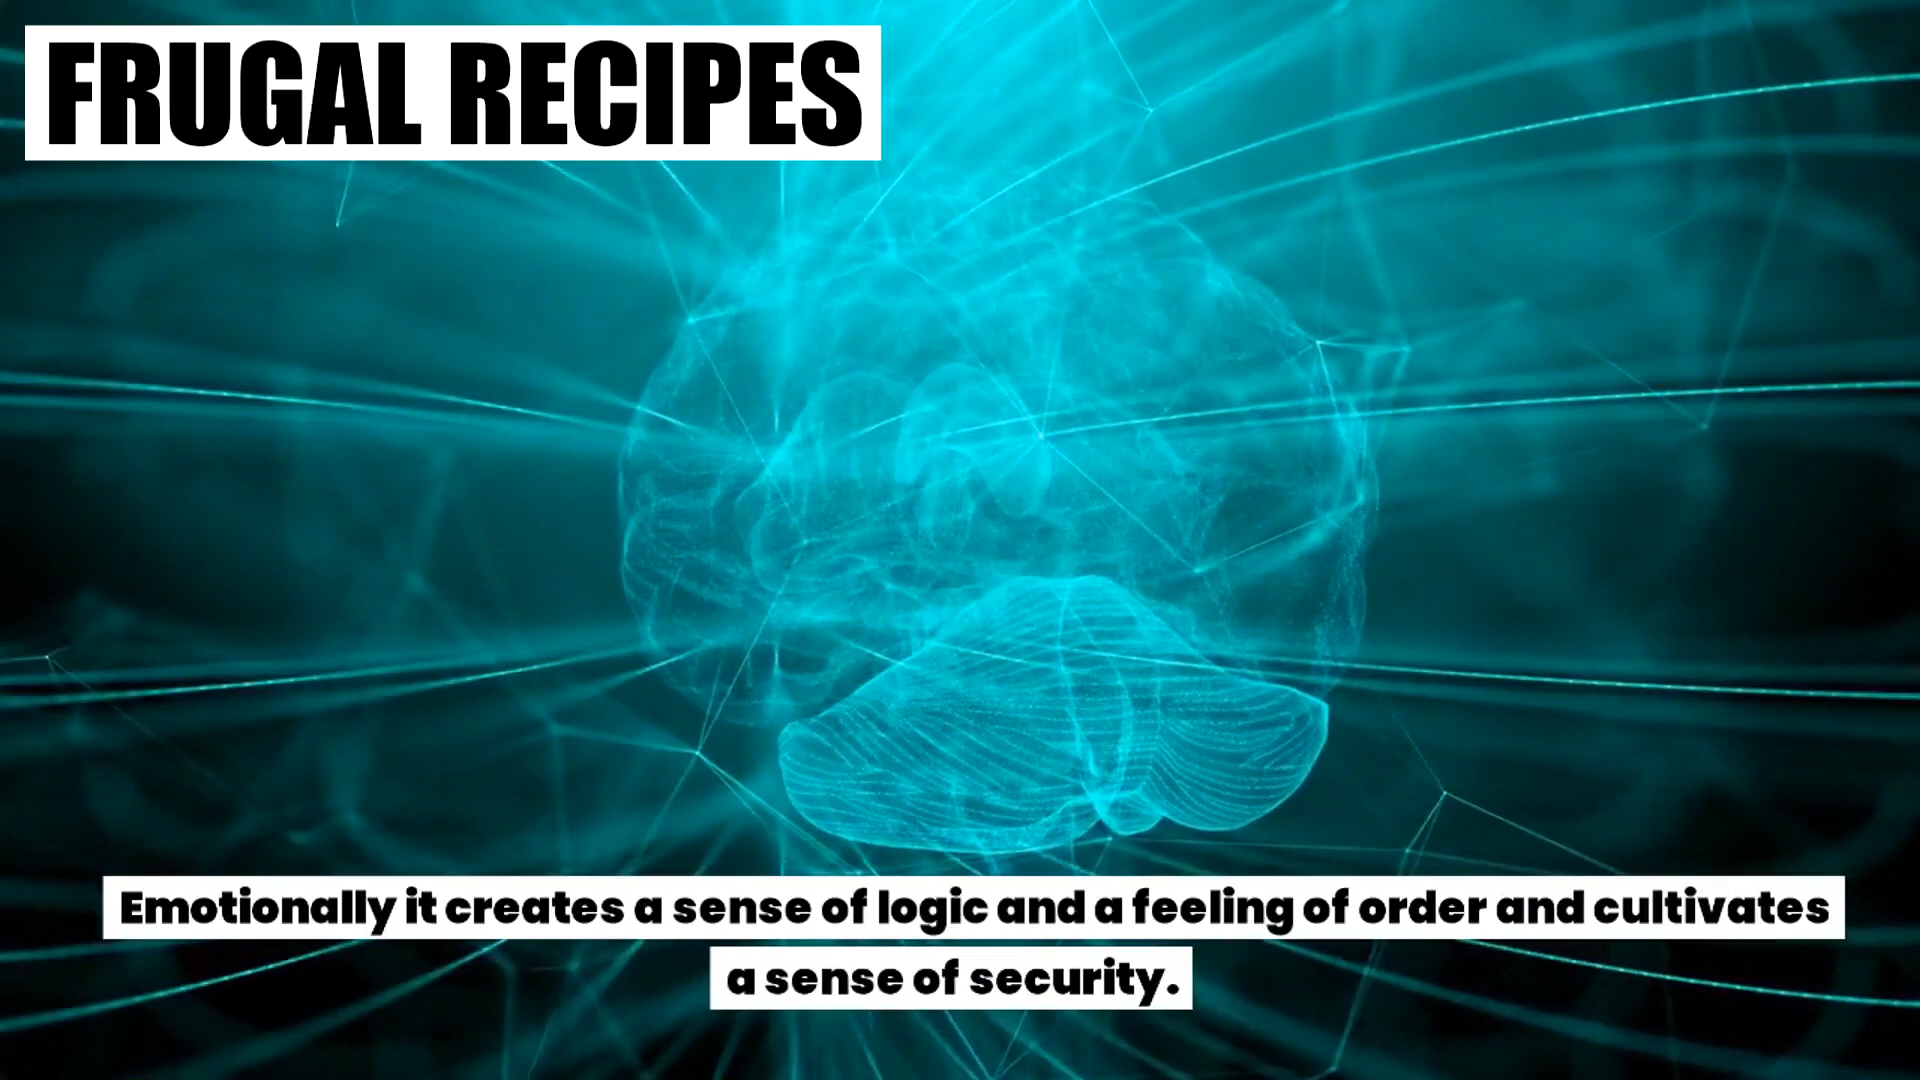 FRUGAL RECIPES
Emotionally it creates a sense of logic and a feeling of order and cultivates
a sense of security.